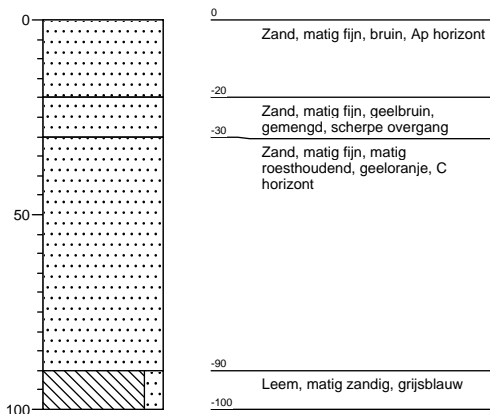 0
0
Zand, matig fijn, bruin, Ap horizont
-20
Zand, matig fijn, geelbruin,
gemengd, scherpe overgang
-30
Zand, matig fijn, matig
roesthoudend, geeloranje, C
horizont
50
-90
Leem, matig zandig, grijsblauw
100
-100